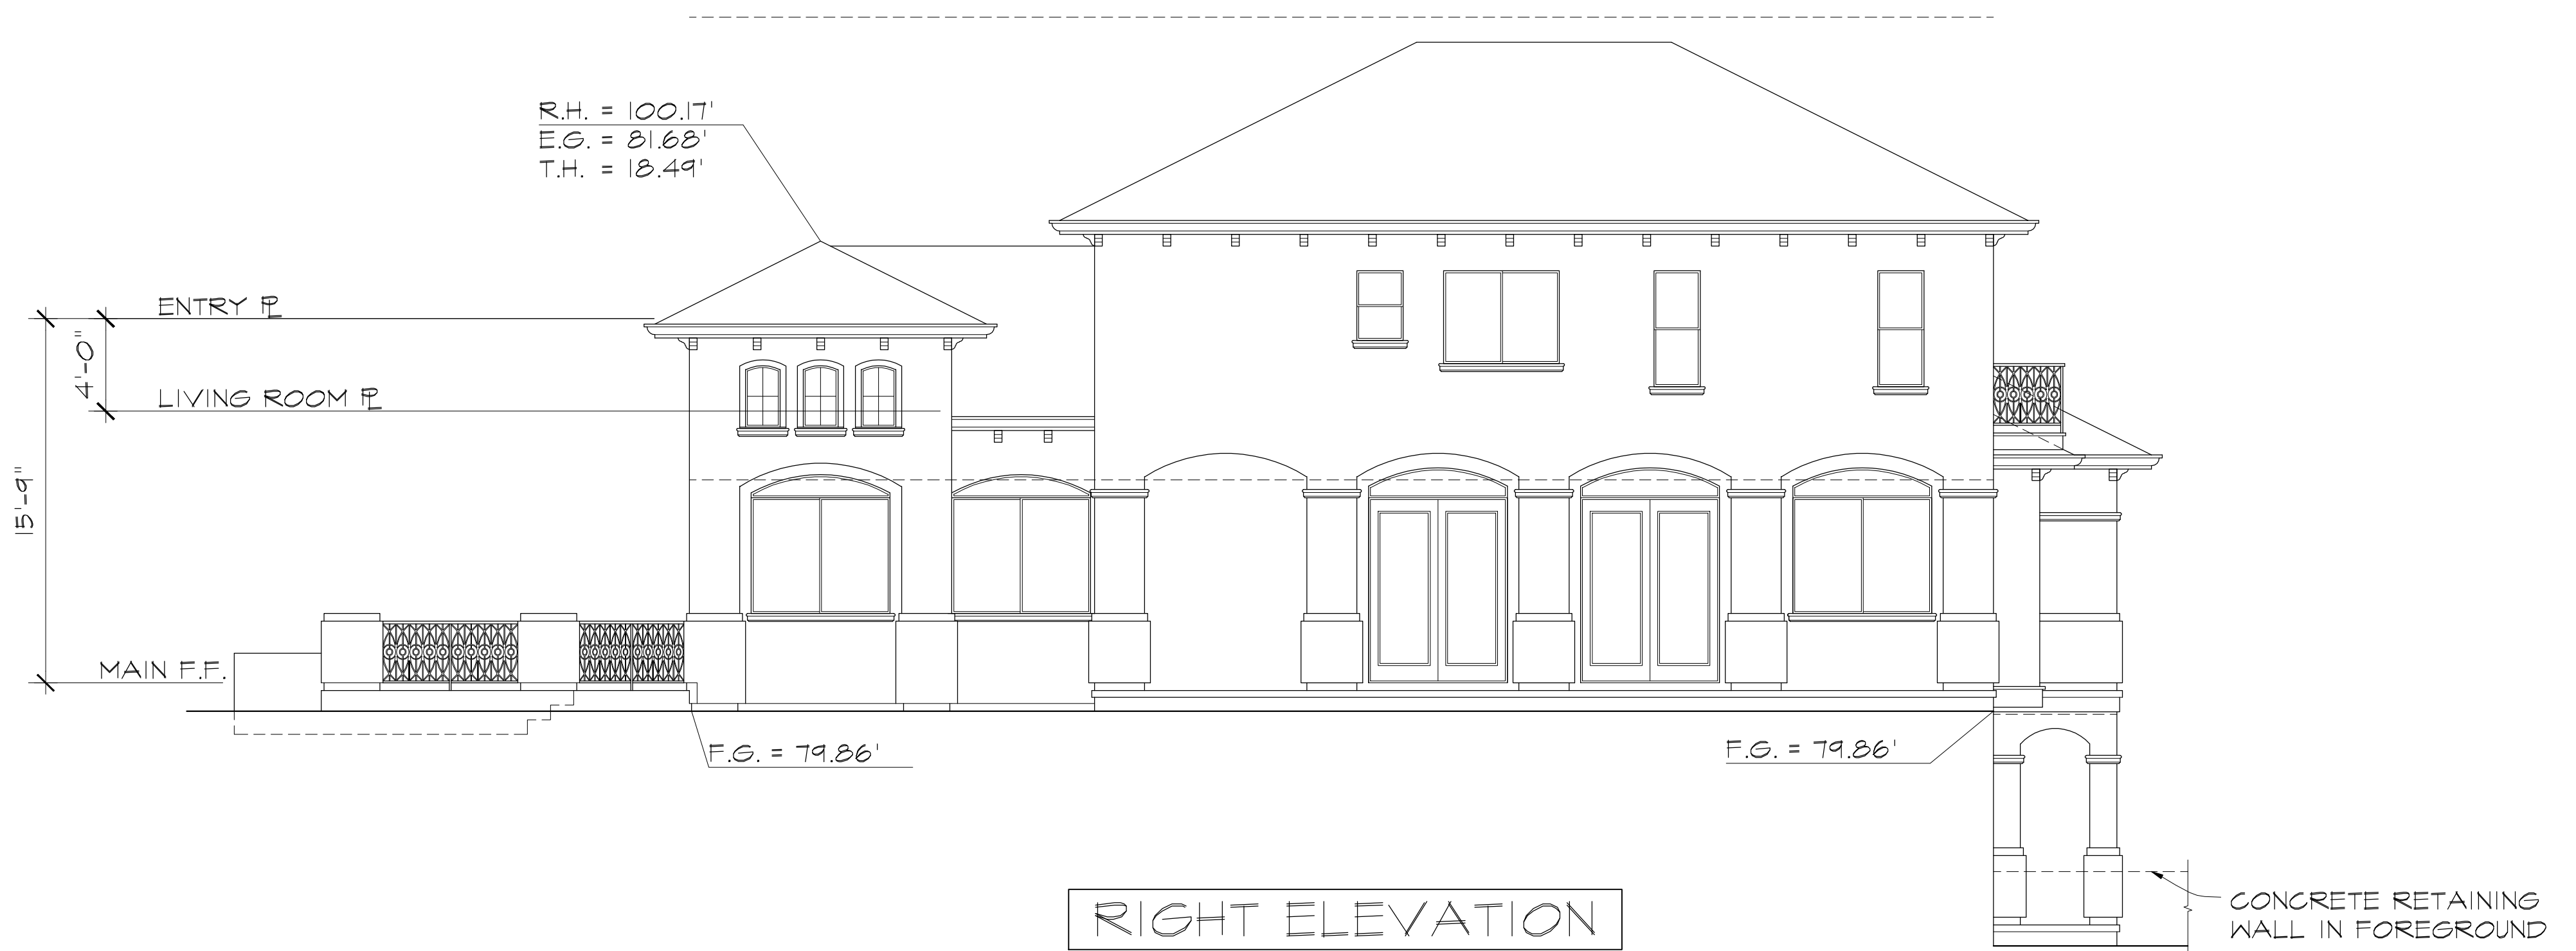 R.H. = 100.17'
E.G. = 81.68'
T.H. = 18.49'
ENTRY PL
4'-0"
LIVING ROOM PL
15'-9"
MAIN F.F.
F.G. = 79.86'
F.G. = 79.86'
RIGHT ELEVATION
CONCRETE RETAINING
WALL IN FOREGROUND